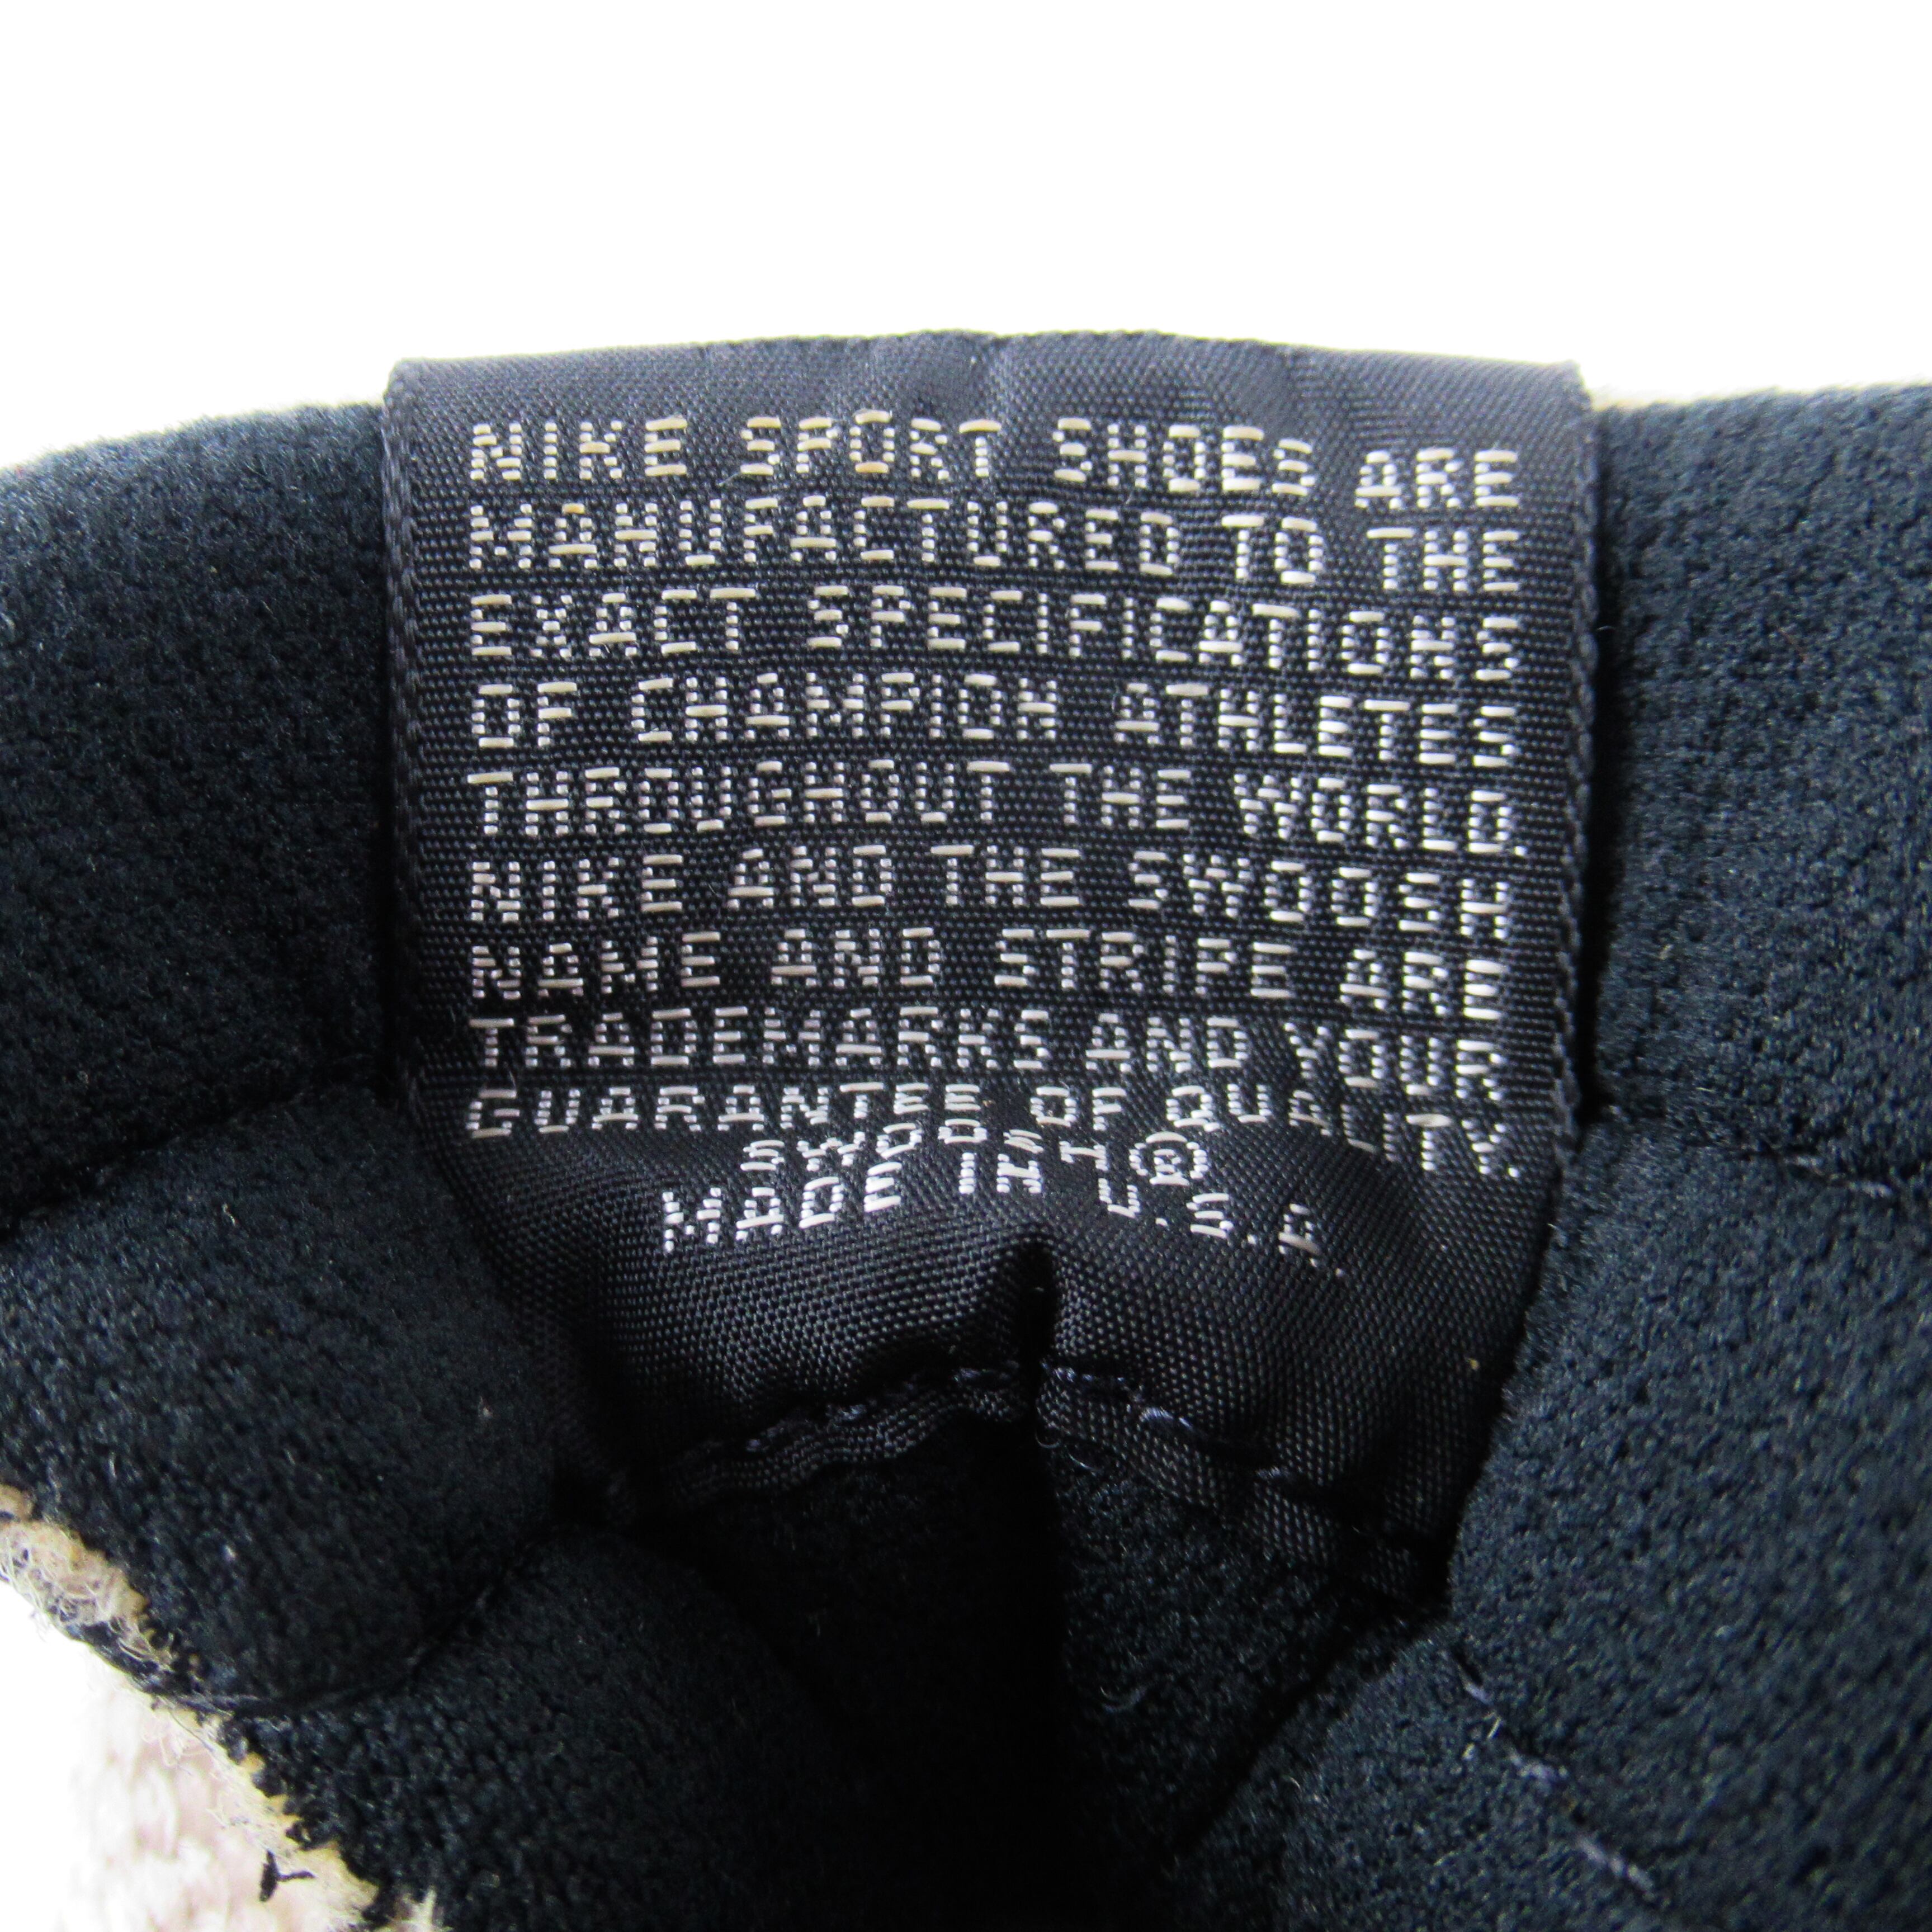 NIKE SPORT SHOES ARE
MANUFACTURED TO THE
EXACT SPECIFICATIONS
OF CHAMPION ATHLETES
THROUGHOUT THE WORLD.
NIKE AND THE SWOOSH
NAME AND STRIPE ARE
TRADEMARKS AND YOUR
GUARANTEE OF QUALITY.
SWOOSH®
MADE IN U.S.A.